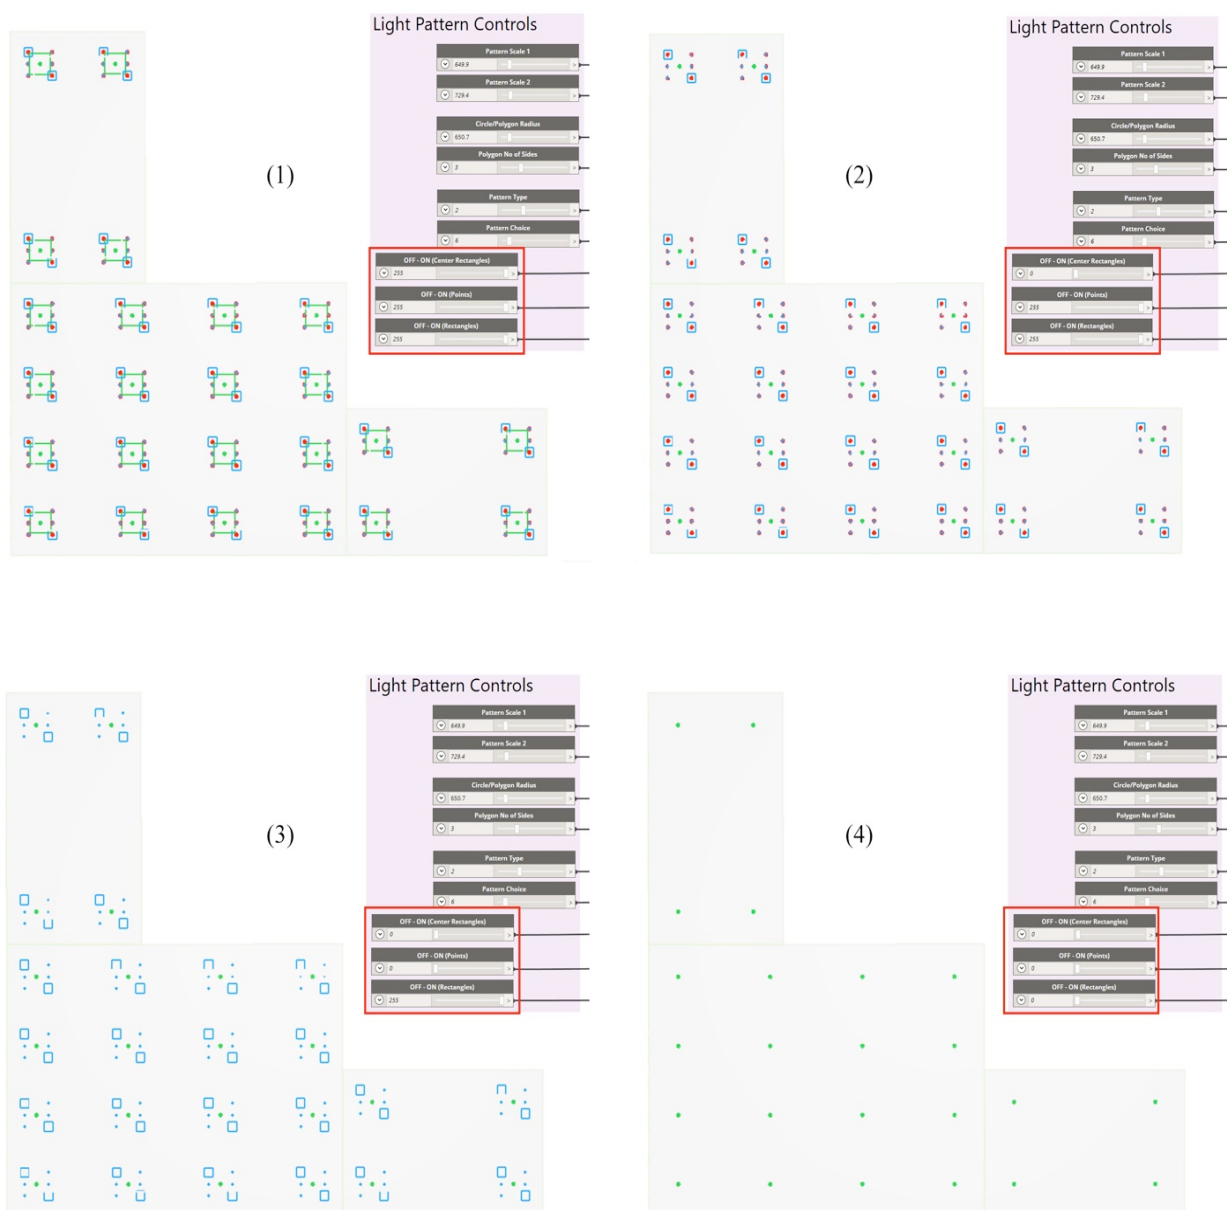 Light Pattern Controls
Pattern Scale 1
649.9
>
Pattern Scale 2
729.4
>
Circle/Polygon Radius
650.7
>
Polygon No of Sides
3
>
Pattern Type
2
>
Pattern Choice
6
>
OFF - ON (Center Rectangles)
255
>
OFF - ON (Points)
255
>
OFF - ON (Rectangles)
255
>
(1)
Light Pattern Controls
Pattern Scale 1
649.9
>
Pattern Scale 2
729.4
>
Circle/Polygon Radius
650.7
>
Polygon No of Sides
3
>
Pattern Type
2
>
Pattern Choice
6
>
OFF - ON (Center Rectangles)
0
>
OFF - ON (Points)
255
>
OFF - ON (Rectangles)
255
>
(2)
Light Pattern Controls
Pattern Scale 1
649.9
>
Pattern Scale 2
729.4
>
Circle/Polygon Radius
650.7
>
Polygon No of Sides
3
>
Pattern Type
2
>
Pattern Choice
6
>
OFF - ON (Center Rectangles)
0
>
OFF - ON (Points)
0
>
OFF - ON (Rectangles)
255
>
(3)
Light Pattern Controls
Pattern Scale 1
649.9
>
Pattern Scale 2
729.4
>
Circle/Polygon Radius
650.7
>
Polygon No of Sides
3
>
Pattern Type
2
>
Pattern Choice
6
>
OFF - ON (Center Rectangles)
0
>
OFF - ON (Points)
0
>
OFF - ON (Rectangles)
0
>
(4)